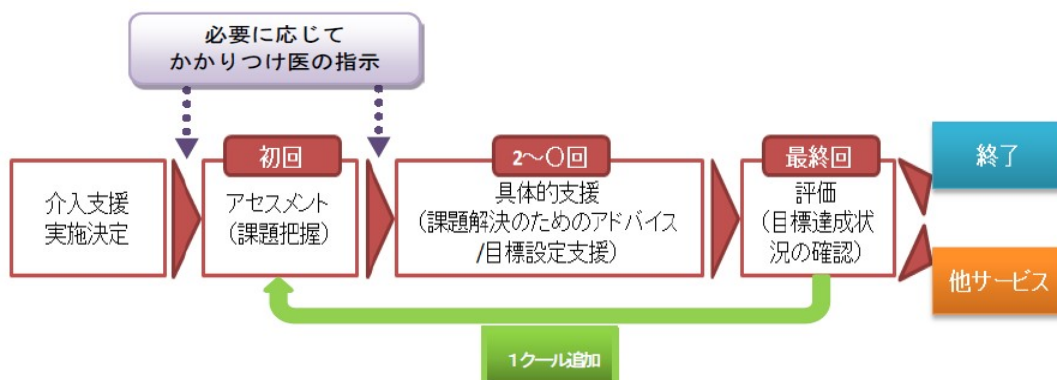 必要に応じて
かかりつけ医の指示
介入支援
実施決定
初回
アセスメント
(課題把握)
2〜〇回
具体的支援
(課題解決のためのアドバイス
/目標設定支援)
最終回
評価
(目標達成状
況の確認)
終了
他サービス
1クール追加